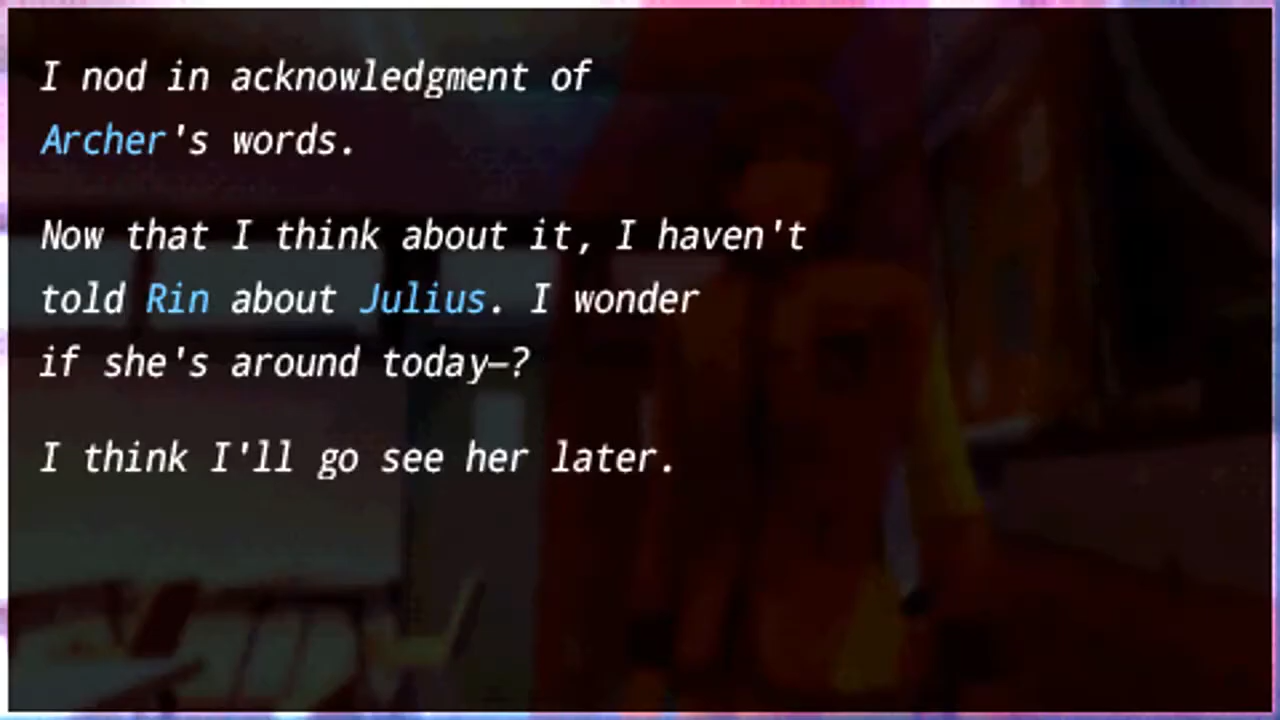 I nod in acknowledgment of
Archer's words.
Now that I think about it, I haven't
told Rin about Julius. I wonder
if she's around today—?
I think I'll go see her later.